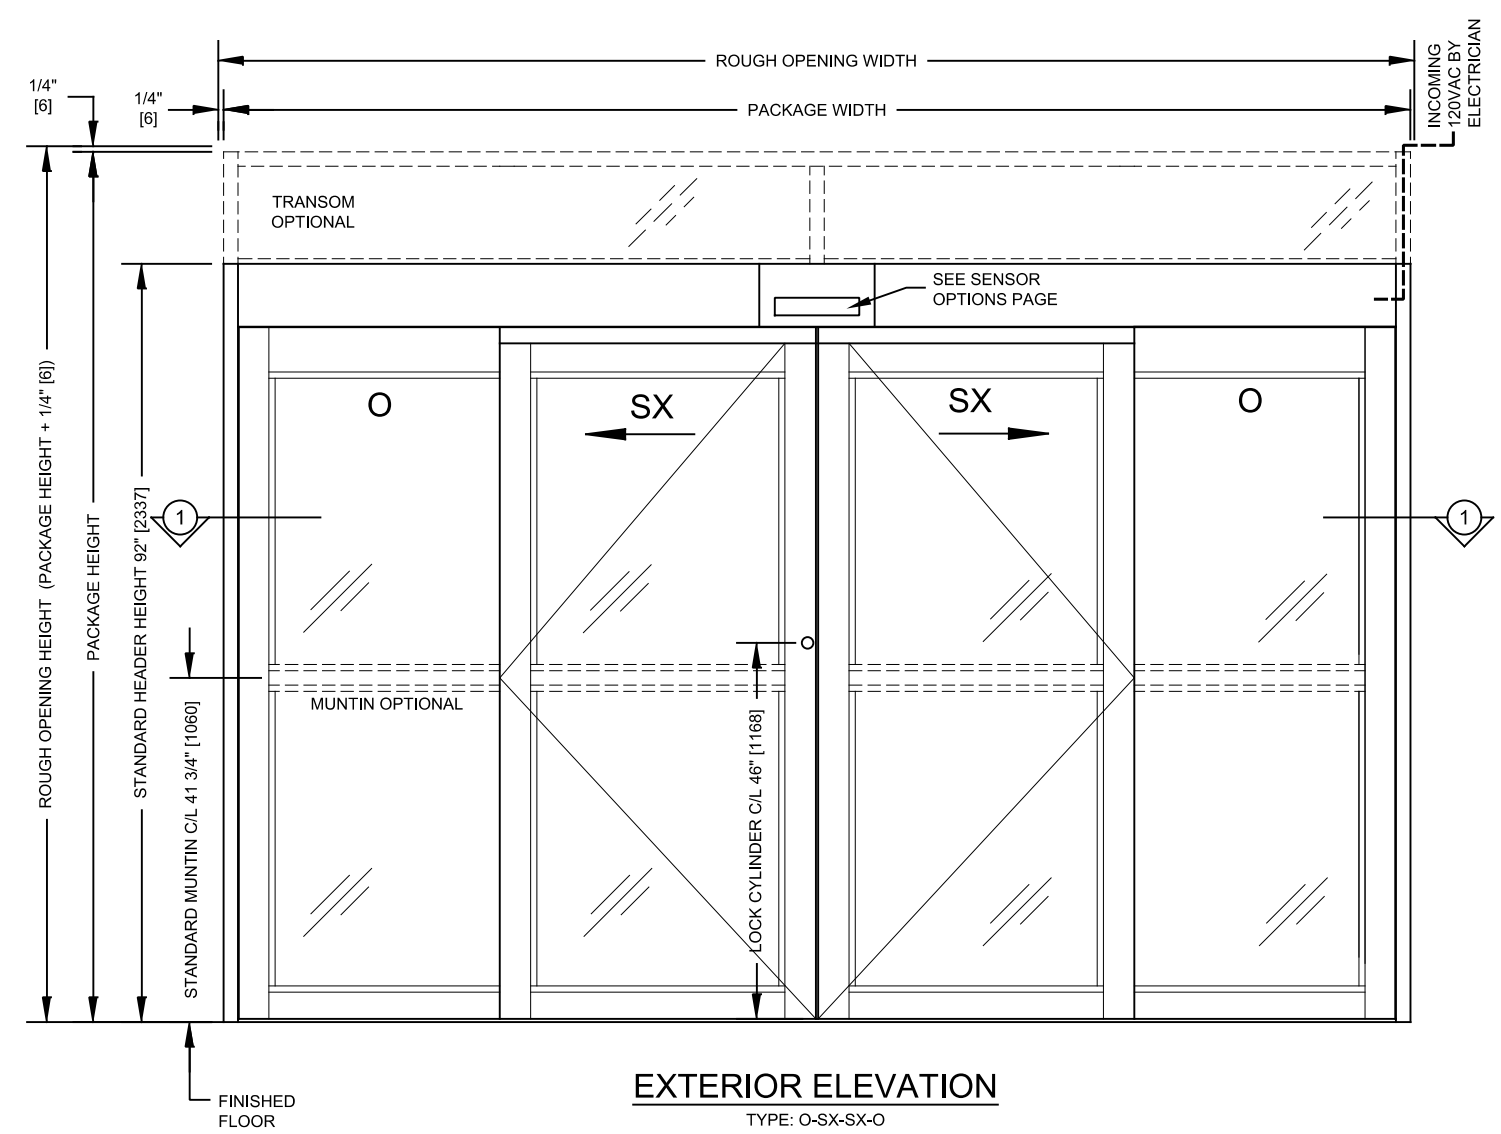 ROUGH OPENING WIDTH
INCOMING
120VAC BY
ELECTRICIAN
1/4"
[6]
1/4"
[6]
PACKAGE WIDTH
TRANSOM
OPTIONAL
SEE SENSOR
OPTIONS PAGE
O
SX
SX
O
1
1
ROUGH OPENING HEIGHT (PACKAGE HEIGHT + 1/4" [6])
PACKAGE HEIGHT
STANDARD HEADER HEIGHT 92" [2337]
STANDARD MUNTIN C/L 41 3/4" [1060]
MUNTIN OPTIONAL
LOCK CYLINDER C/L 46" [1168]
FINISHED
FLOOR
EXTERIOR ELEVATION
TYPE: O-SX-SX-O